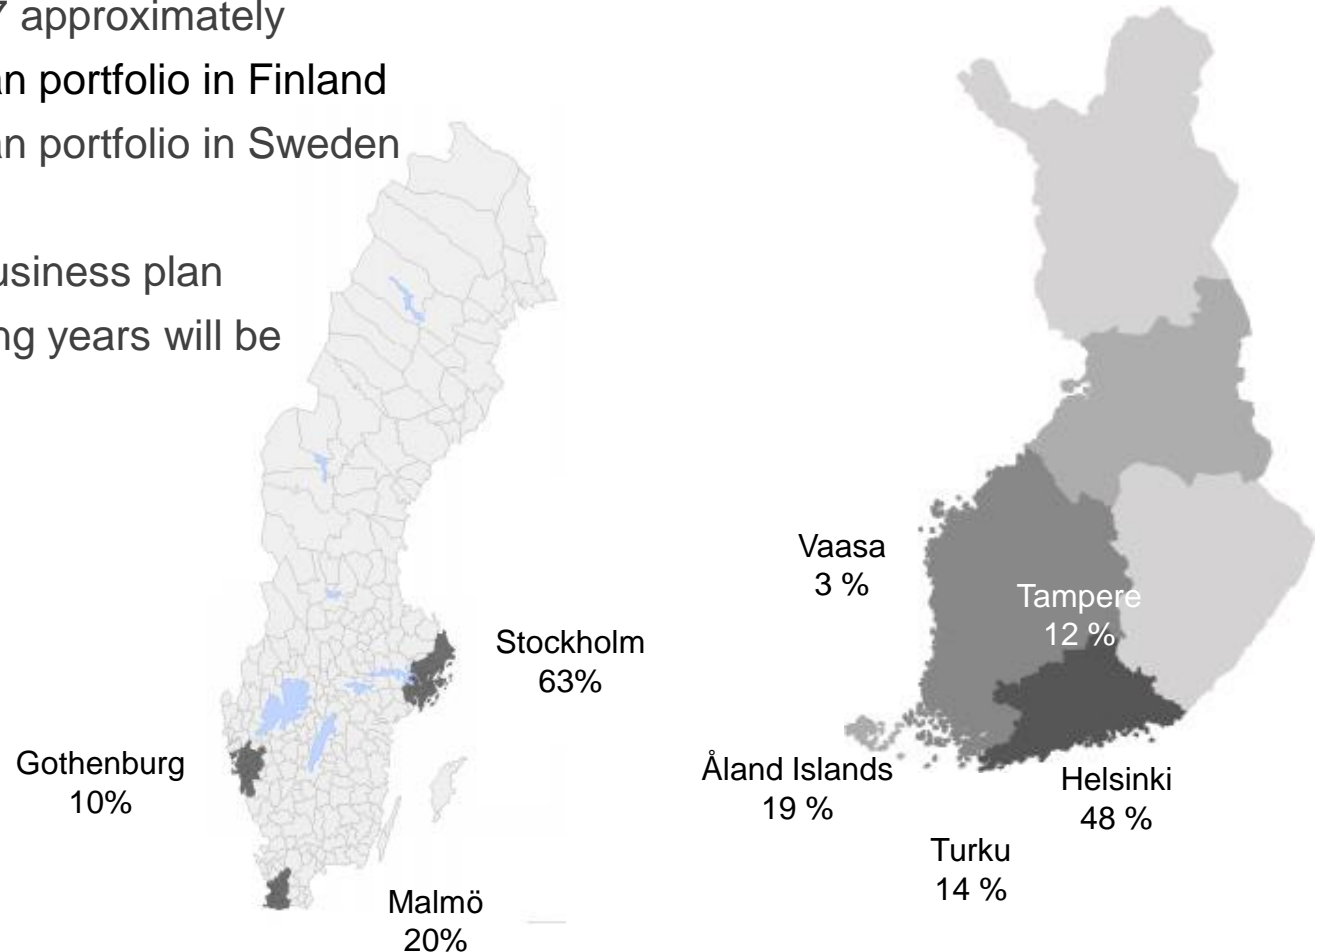 7 approximately
an portfolio in Finland
an portfolio in Sweden
usiness plan
ng years will be
Vaasa
3 %
Tampere
12 %
Stockholm
63%
Gothenburg
10%
Åland Islands
19 %
Helsinki
48 %
Turku
14 %
Malmö
20%